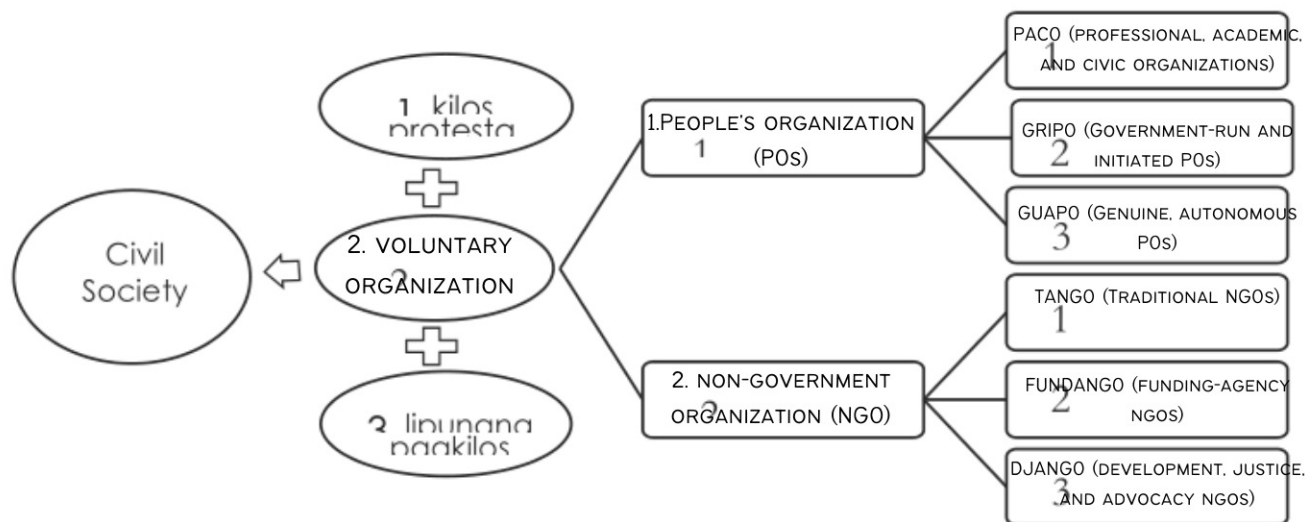 Civil
Society
1. kilos
protesta
2. VOLUNTARY
ORGANIZATION
2
3. lipunang
pagkilos
1.PEOPLE'S ORGANIZATION
(POS)
1
2. NON-GOVERNMENT
ORGANIZATION (NGO)
2
PACO (PROFESSIONAL, ACADEMIC,
AND CIVIC ORGANIZATIONS)
1
GRIPO (GOVERNMENT-RUN AND
INITIATED POS)
2
GUAPO (GENUINE, AUTONOMOUS
POS)
3
TANGO (TRADITIONAL NGOS)
1
FUNDANGO (FUNDING-AGENCY
NGOS)
2
DJANGO (DEVELOPMENT, JUSTICE,
AND ADVOCACY NGOS)
3